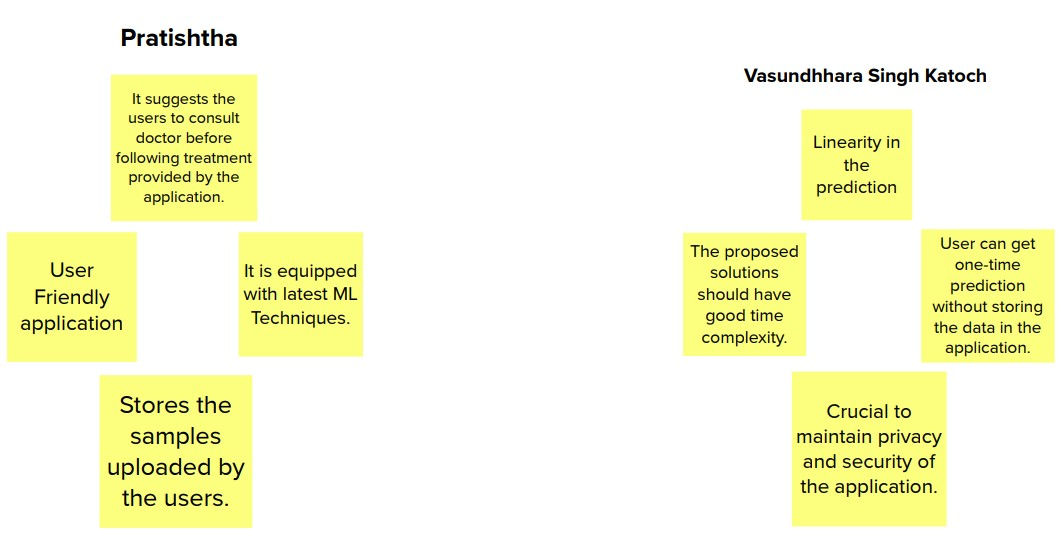 Pratishtha
It suggests the
users to consult
doctor before
following treatment
provided by the
application.
User
Friendly
application
It is equipped
with latest ML
Techniques.
Stores the
samples
uploaded by
the users.
Vasundhhara Singh Katoch
Linearity in
the
prediction
The proposed
solutions
should have
good time
complexity.
User can get
one-time
prediction
without storing
the data in the
application.
Crucial to
maintain privacy
and security of
the application.